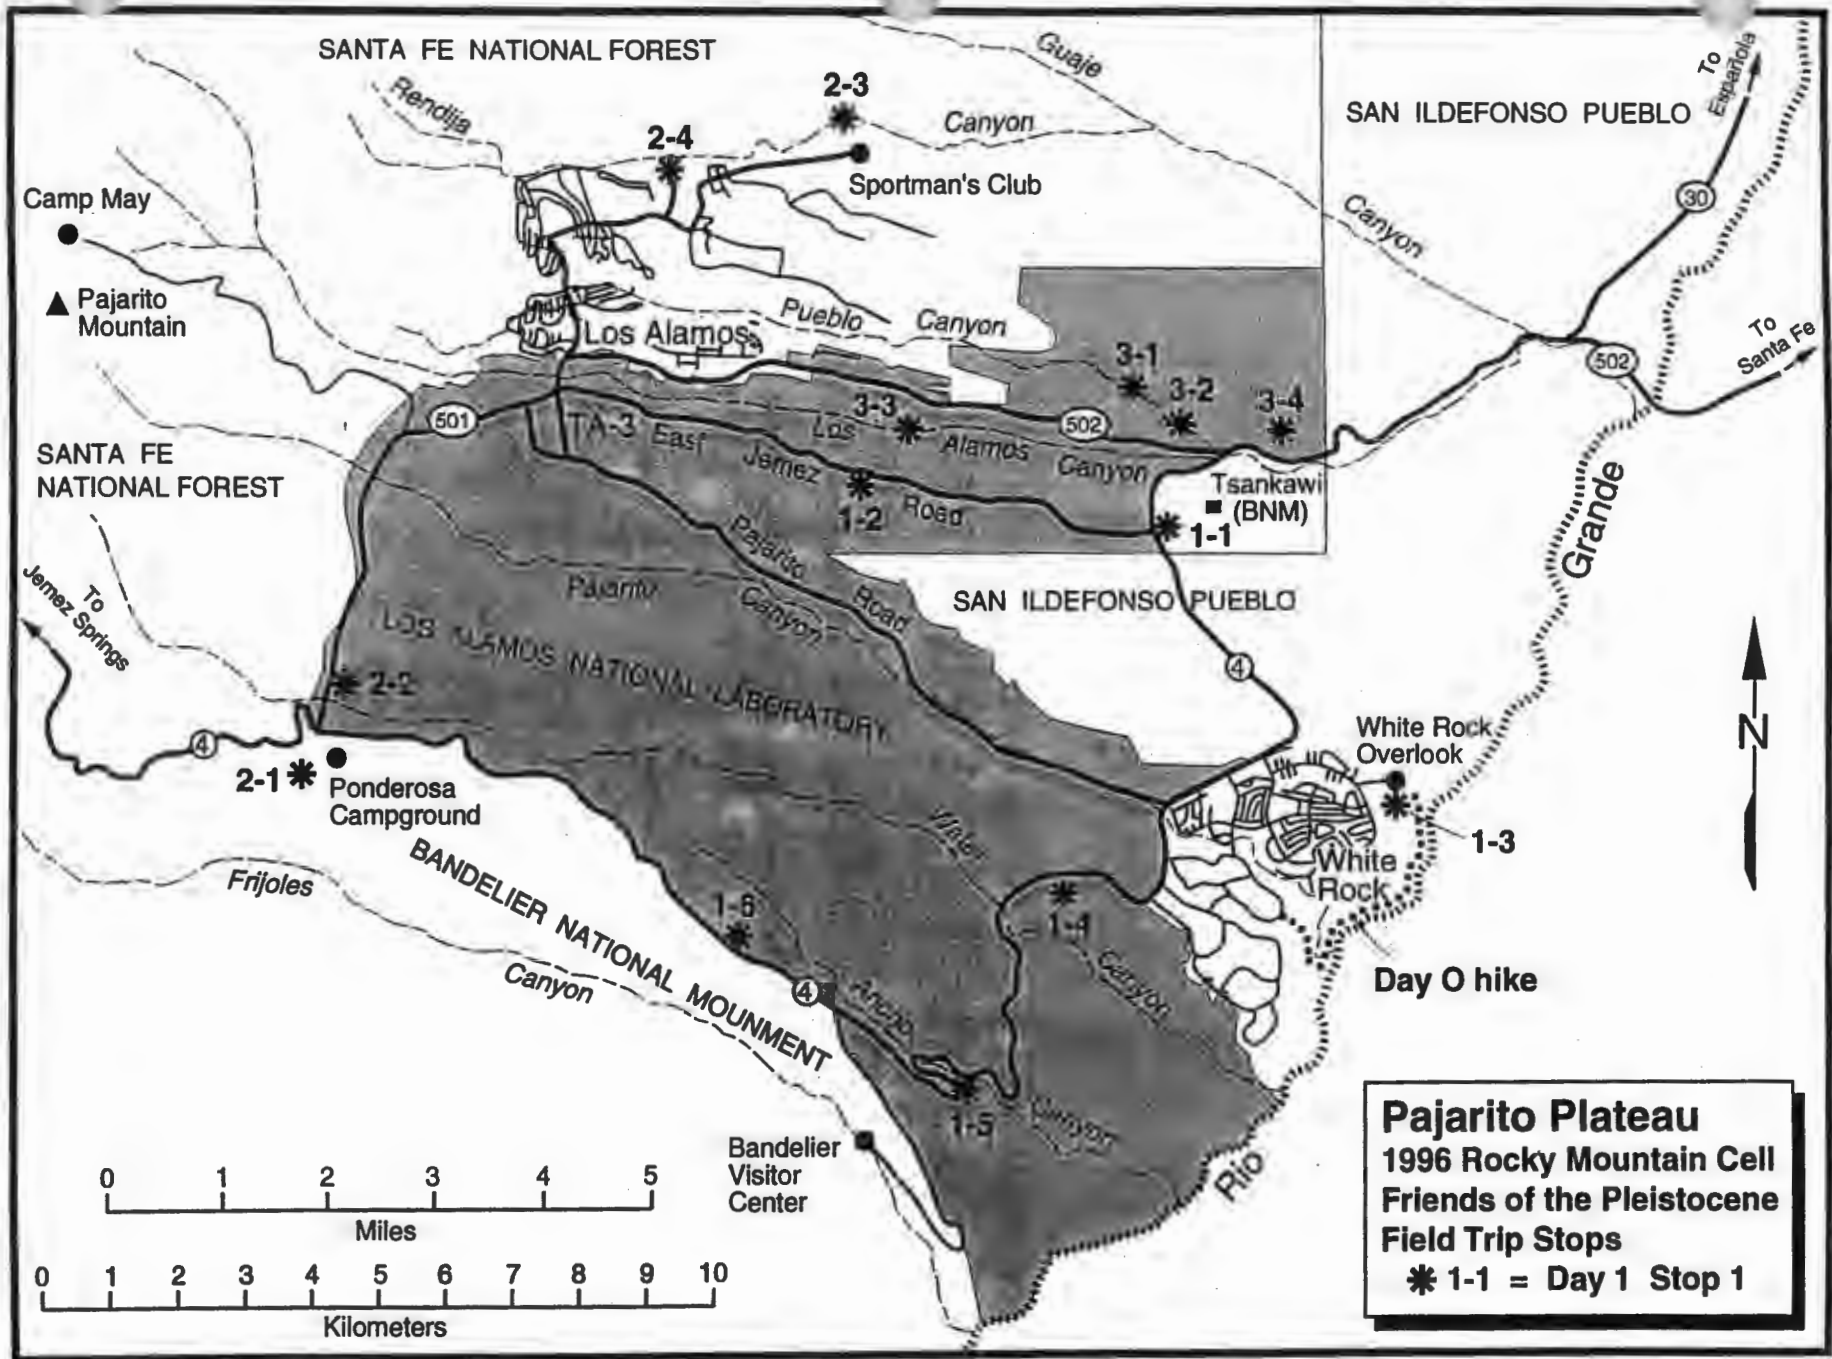 SANTA FE NATIONAL FOREST
Guaje
Canyon
Rendija
Canyon
2-3
2-4
Sportman's Club
SAN ILDEFONSO PUEBLO
To
Española
30
Canyon
Camp May
Pajarito
Mountain
Los Alamos
Pueblo
Canyon
3-1
3-2
3-3
3-4
502
502
To
Santa Fe
501
TA-3
East
Jemez
Road
Los
Alamos
Canyon
1-2
Tsankawi
(BNM)
1-1
SANTA FE
NATIONAL FOREST
Pajarito
Road
Pajarito
Canyon
SAN ILDEFONSO PUEBLO
Grande
To
Jemez Springs
LOS ALAMOS NATIONAL LABORATORY
2-2
4
4
N
White Rock
Overlook
2-1
Ponderosa
Campground
1-3
White
Rock
Water
Canyon
Frijoles
Canyon
BANDELIER NATIONAL MOUNMENT
1-6
1-4
4
Ancho
Canyon
1-5
Day O hike
Rio
Bandelier
Visitor
Center
0 1 2 3 4 5
Miles
0 1 2 3 4 5 6 7 8 9 10
Kilometers
Pajarito Plateau
1996 Rocky Mountain Cell
Friends of the Pleistocene
Field Trip Stops
1-1 = Day 1 Stop 1